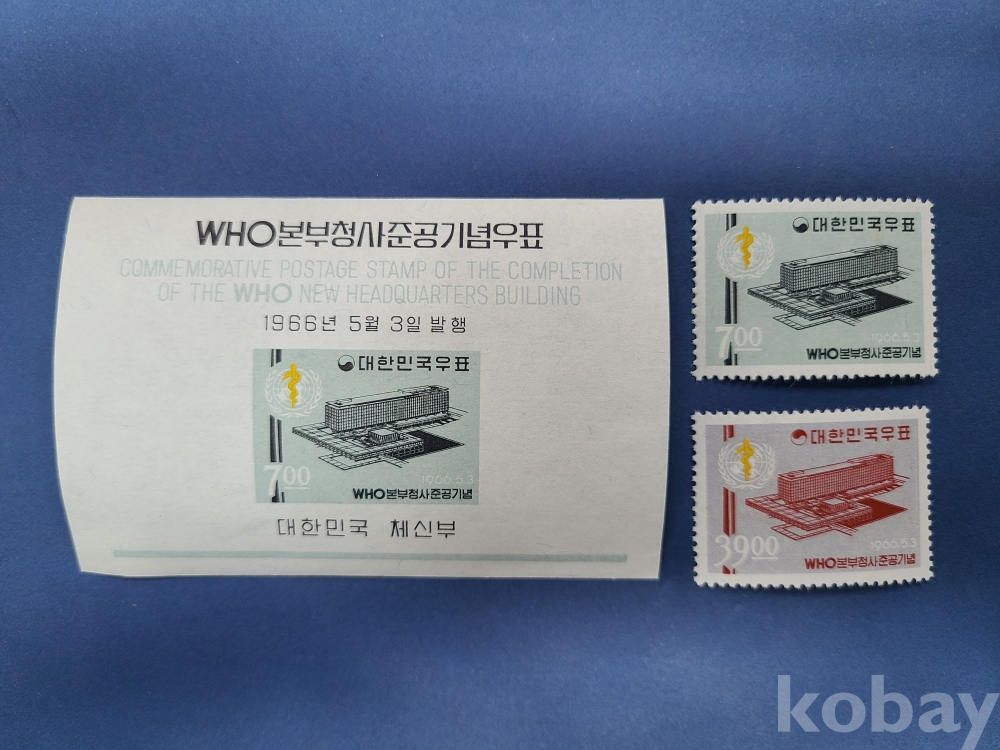 WHO본부청사준공기념우표
COMMEMORATIVE POSTAGE STAMP OF THE COMPLETION
OF THE WHO NEW HEADQUARTERS BUILDING
1966년 5월 3일 발행
대한민국우표
7.00
1966.5.3
WHO본부청사준공기념
대한민국 체신부
대한민국우표
7.00
1966.5.3
WHO본부청사준공기념
대한민국우표
39.00
1966.5.3
WHO본부청사준공기념
kobay